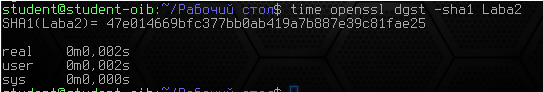 student@student-oib:~/Рабочий стол$ time openssl dgst -sha1 Laba2
SHA1(Laba2)= 47e014669bfc377bb0ab419a7b887e39c81fae25
real 0m0,002s
user 0m0,002s
sys 0m0,000s
student@student-oib:~/Рабочий стол$